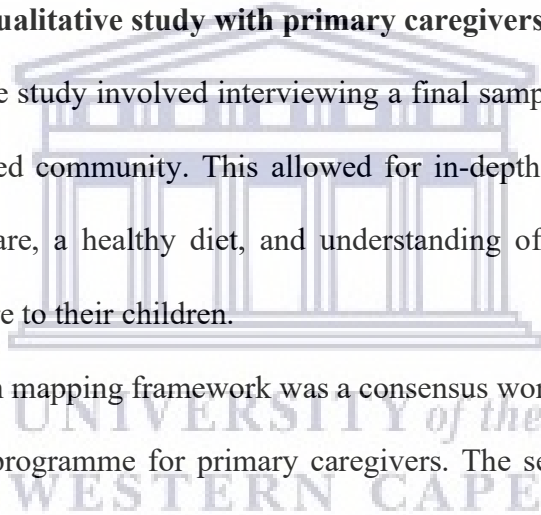 ualitative study with primary caregivers
e study involved interviewing a final samp
ed community. This allowed for in-depth
are, a healthy diet, and understanding of
e to their children.
n mapping framework was a consensus wor
UNIVERSITY of the
programme for primary caregivers. The se
WESTERN CAPE